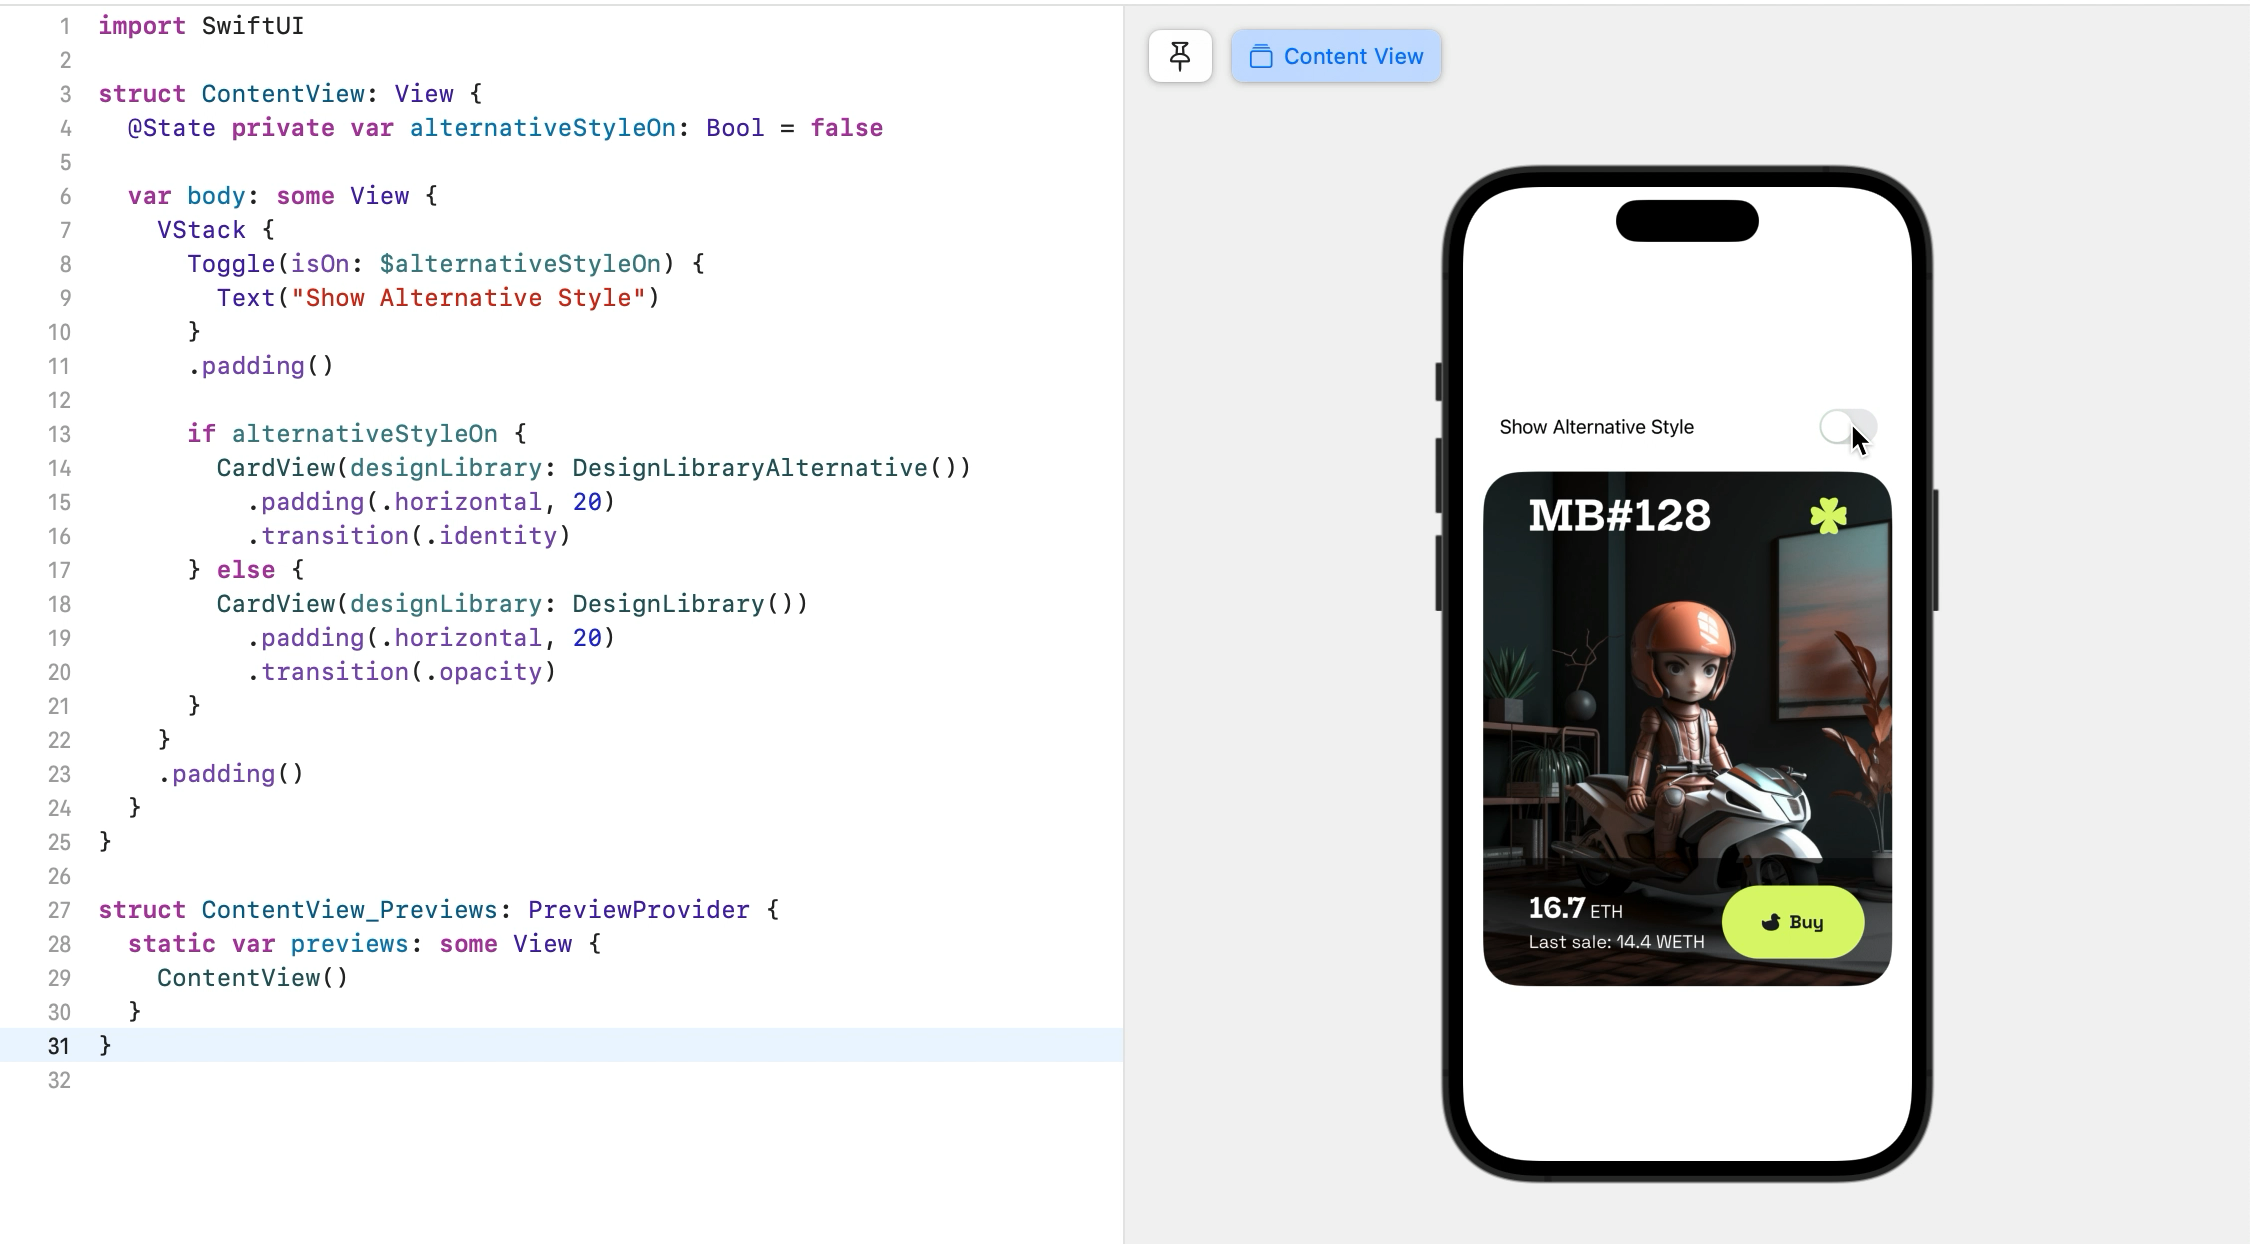 1 import SwiftUI
2
3 struct ContentView: View {
4   @State private var alternativeStyleOn: Bool = false
5
6   var body: some View {
7     VStack {
8       Toggle(isOn: $alternativeStyleOn) {
9         Text("Show Alternative Style")
10       }
11       .padding()
12
13       if alternativeStyleOn {
14         CardView(designLibrary: DesignLibraryAlternative())
15           .padding(.horizontal, 20)
16           .transition(.identity)
17       } else {
18         CardView(designLibrary: DesignLibrary())
19           .padding(.horizontal, 20)
20           .transition(.opacity)
21       }
22     }
23     .padding()
24   }
25 }
26
27 struct ContentView_Previews: PreviewProvider {
28   static var previews: some View {
29     ContentView()
30   }
31 }
32
Content View
Show Alternative Style
MB#128
16.7 ETH
Last sale: 14.4 WETH
Buy